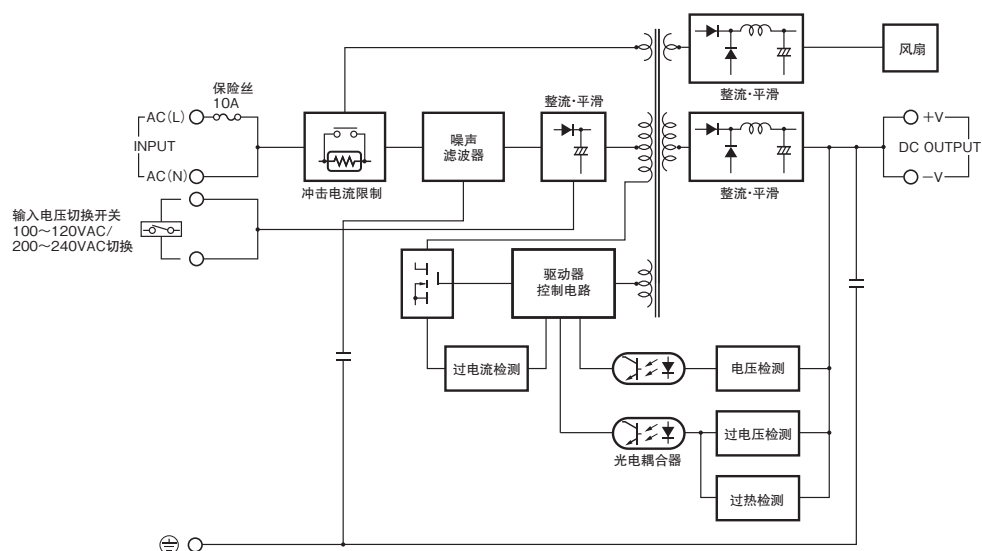 风扇
整流·平滑
保险丝
10A
整流·平滑
AC(L)
INPUT
AC(N)
噪声
滤波器
冲击电流限制
+V
DC OUTPUT
−V
整流·平滑
输入电压切换开关
100～120VAC/
200～240VAC切换
驱动器
控制电路
过电流检测
电压检测
过电压检测
光电耦合器
过热检测